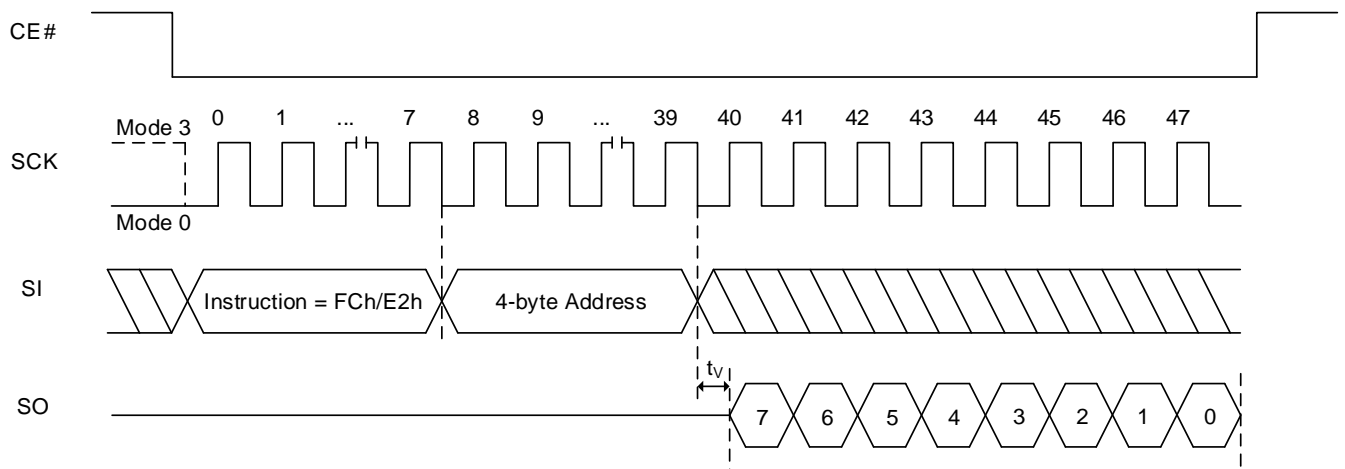 CE#
Mode 3 0 1 ... 7 8 9 ... 39 40 41 42 43 44 45 46 47
SCK
Mode 0
SI Instruction = FCh/E2h 4-byte Address
tV
SO 7 6 5 4 3 2 1 0